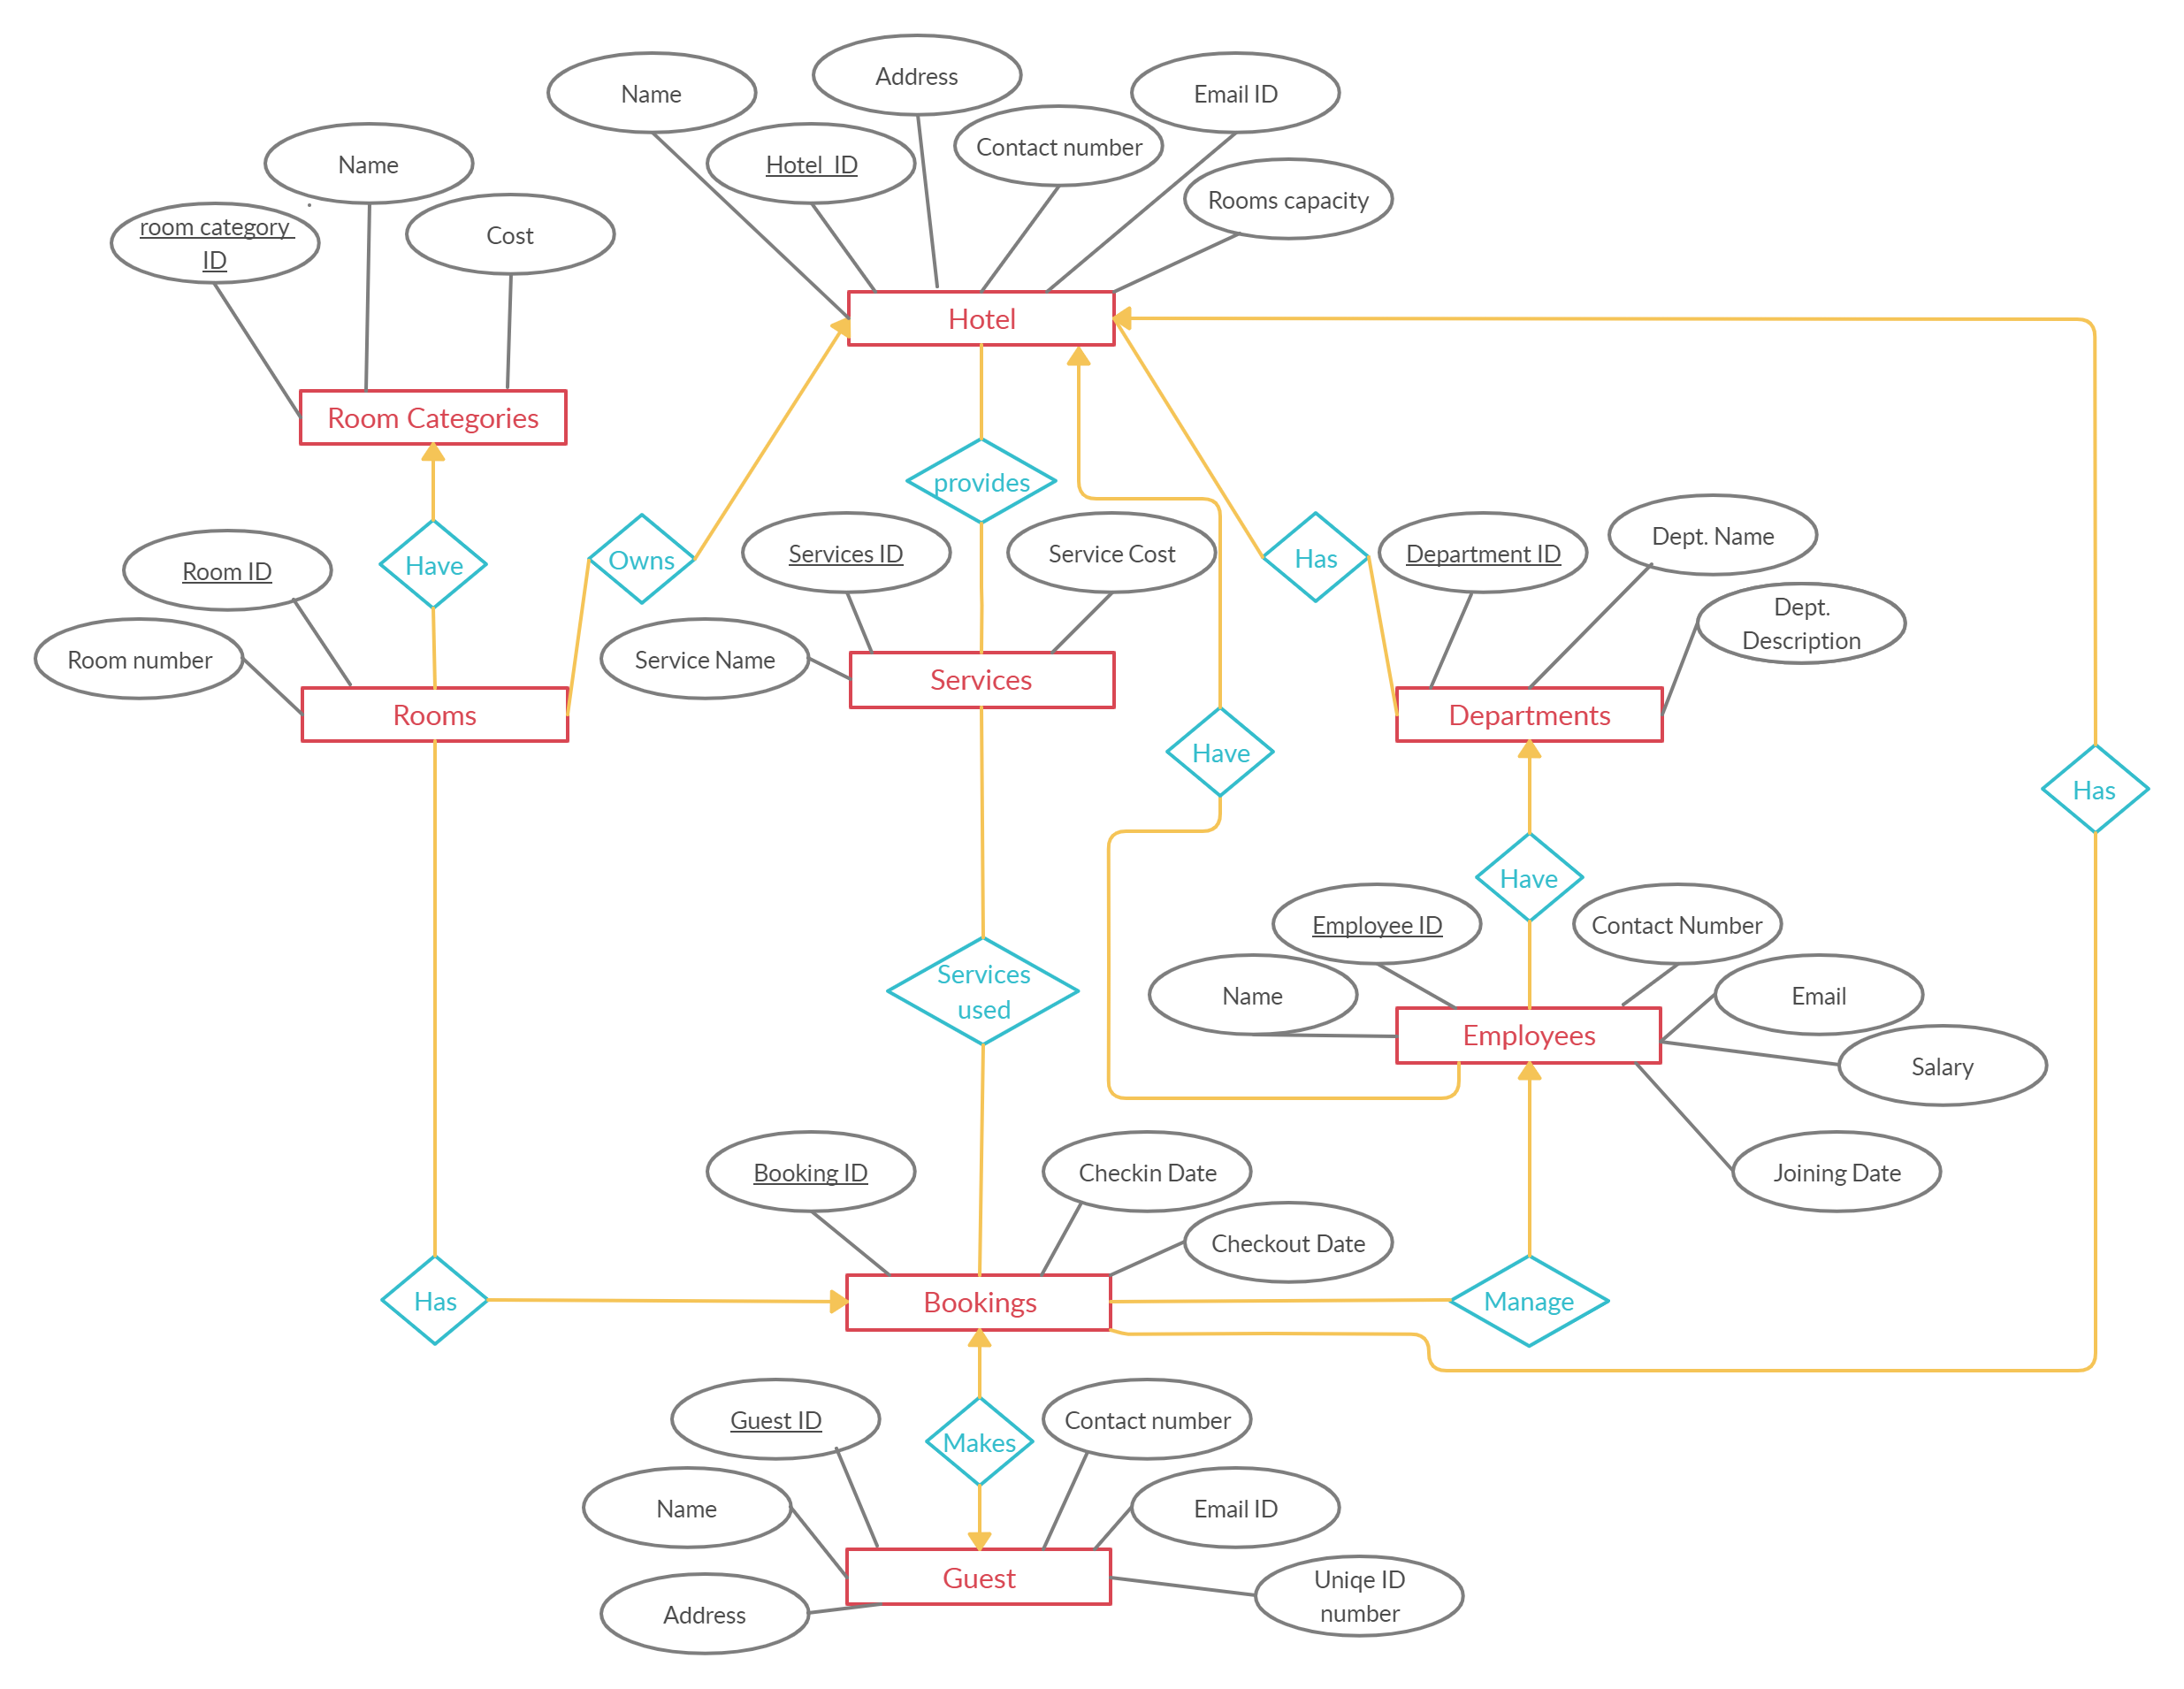 Address
Name
Email ID
Contact number
Name
Hotel  ID
Rooms capacity
room category
ID
Cost
Hotel
Room Categories
provides
Dept. Name
Services ID
Service Cost
Department ID
Have
Owns
Has
Room ID
Dept.
Description
Room number
Service Name
Services
Rooms
Departments
Have
Has
Have
Employee ID
Contact Number
Services
used
Name
Email
Employees
Salary
Booking ID
Checkin Date
Joining Date
Checkout Date
Has
Bookings
Manage
Guest ID
Contact number
Makes
Name
Email ID
Guest
Uniqe ID
number
Address